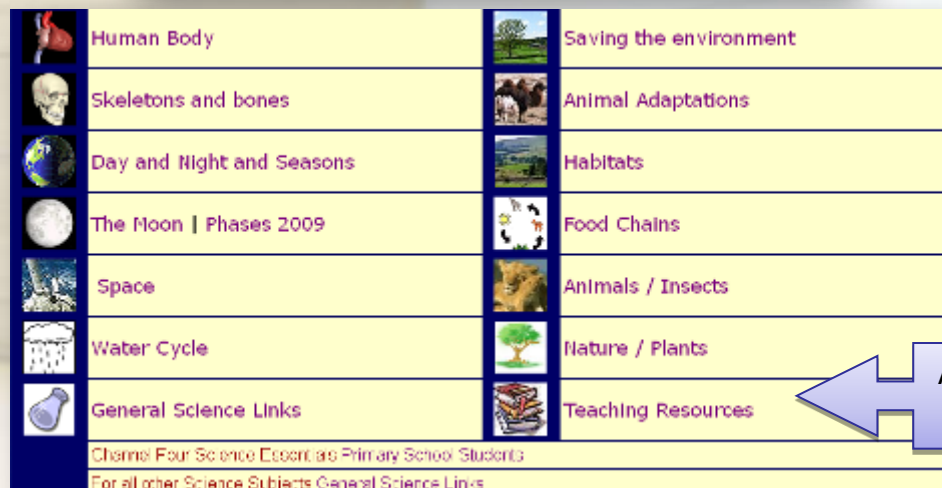 Human Body
Saving the environment
Skeletons and bones
Animal Adaptations
Day and Night and Seasons
Habitats
The Moon | Phases 2009
Food Chains
Space
Animals / Insects
Water Cycle
Nature / Plants
General Science Links
Teaching Resources
Channel Four Science Essentials Primary School Students
For all other Science Subjects General Science Links